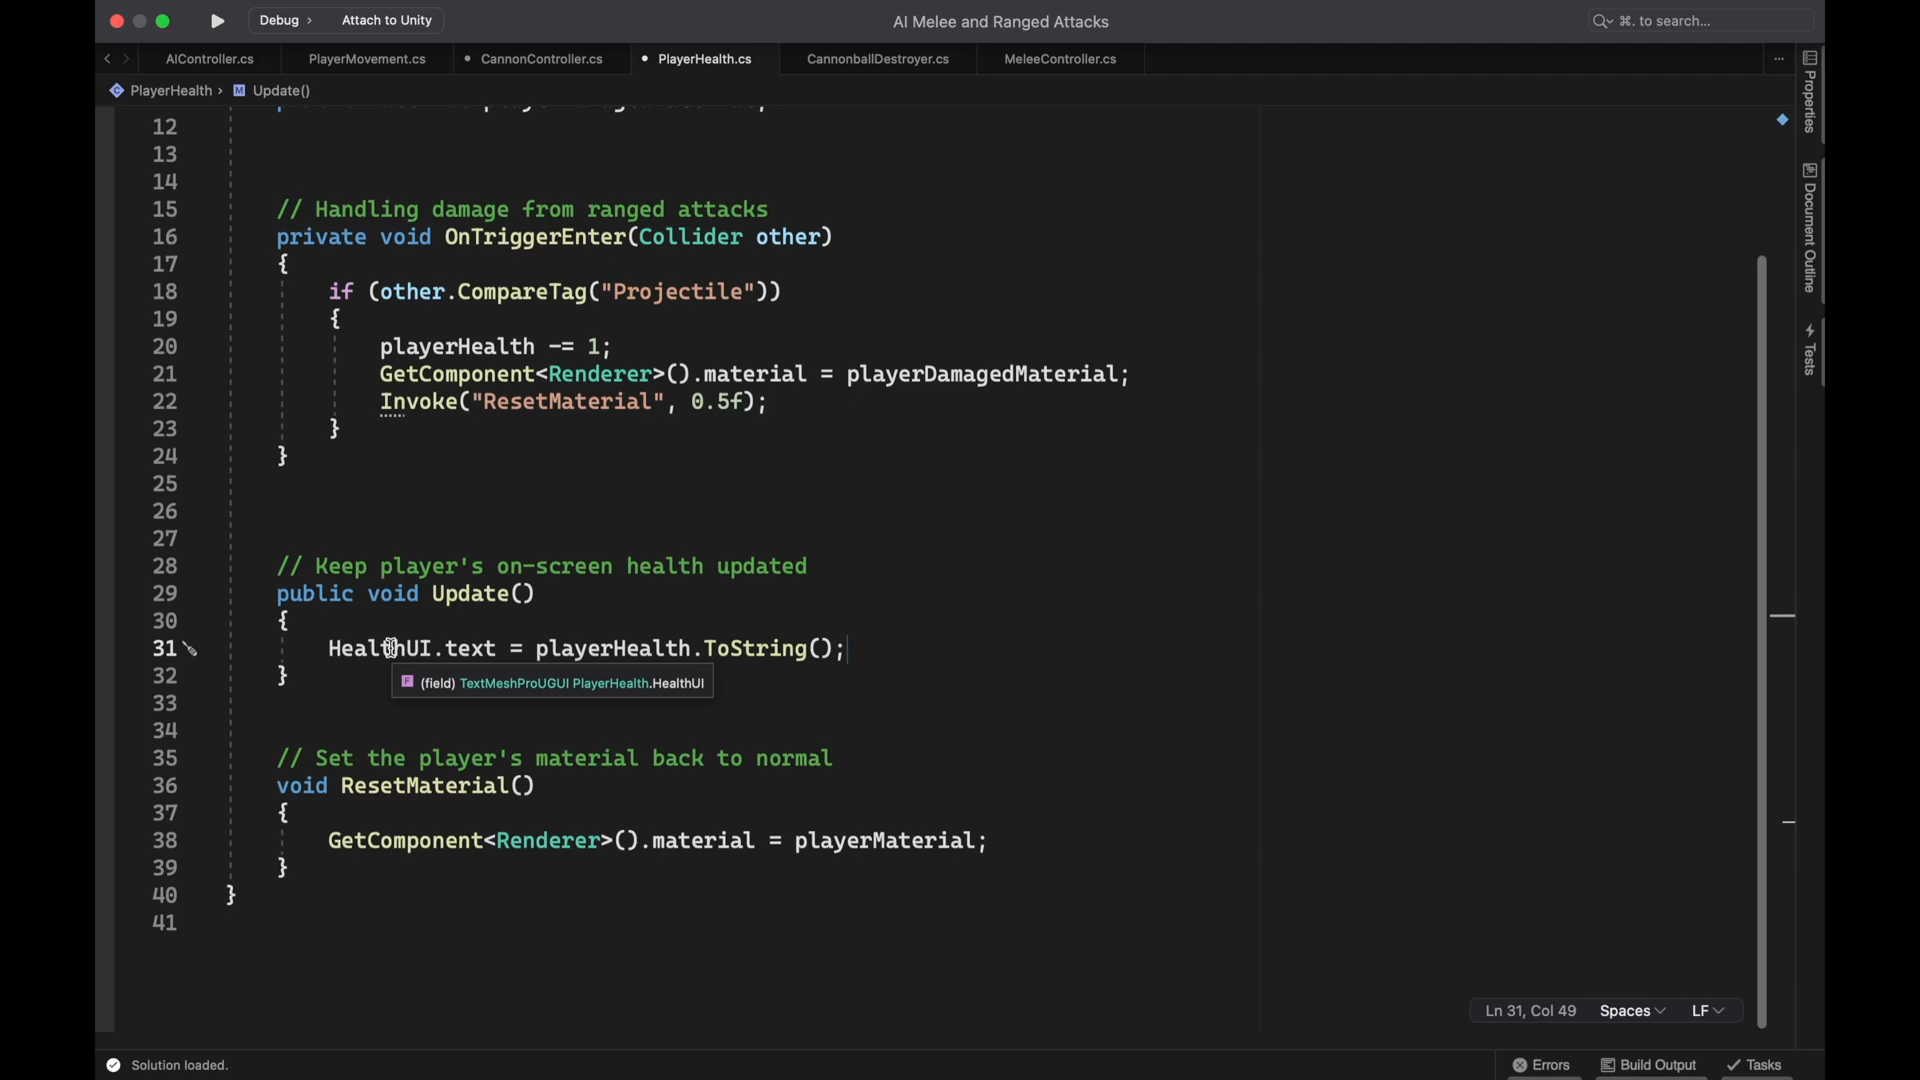 Debug › Attach to Unity
AI Melee and Ranged Attacks
⌘. to search...
AIController.cs
PlayerMovement.cs
CannonController.cs
PlayerHealth.cs
CannonballDestroyer.cs
MeleeController.cs
PlayerHealth › M Update()
12
13
14
15 // Handling damage from ranged attacks
16 private void OnTriggerEnter(Collider other)
17 {
18 if (other.CompareTag("Projectile"))
19 {
20 playerHealth -= 1;
21 GetComponent<Renderer>().material = playerDamagedMaterial;
22 Invoke("ResetMaterial", 0.5f);
23 }
24 }
25
26
27
28 // Keep player's on-screen health updated
29 public void Update()
30 {
31 HealthUI.text = playerHealth.ToString();
32 }
F (field) TextMeshProUGUI PlayerHealth.HealthUI
33
34
35 // Set the player's material back to normal
36 void ResetMaterial()
37 {
38 GetComponent<Renderer>().material = playerMaterial;
39 }
40 }
41
Properties
Document Outline
Tests
Ln 31, Col 49 Spaces LF
Solution loaded.
Errors Build Output Tasks